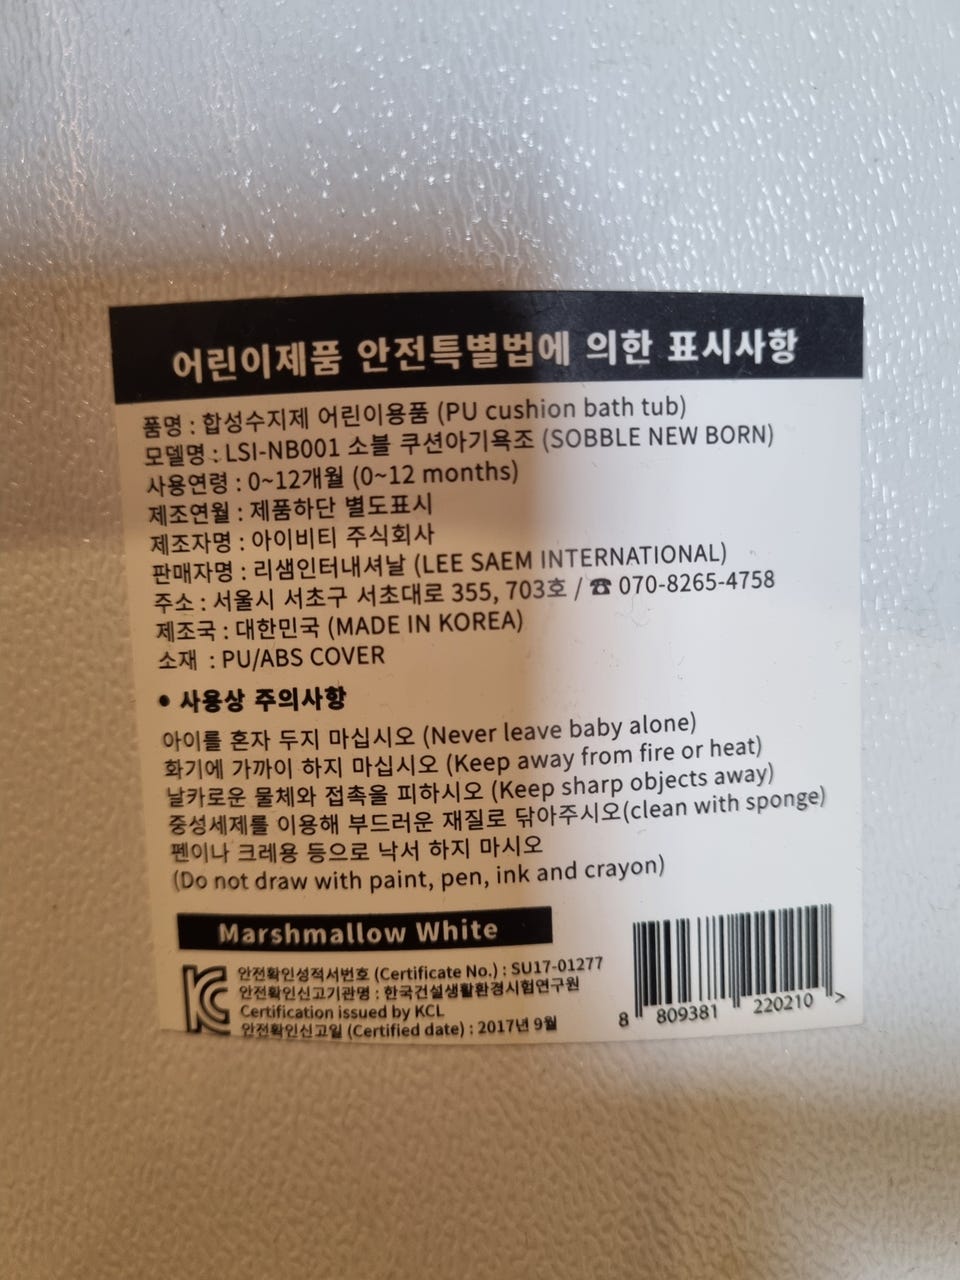 어린이제품 안전특별법에 의한 표시사항
품명 : 합성수지제 어린이용품 (PU cushion bath tub)
모델명 : LSI-NB001 소블 쿠션아기욕조 (SOBBLE NEW BORN)
사용연령 : 0~12개월 (0~12 months)
제조연월 : 제품하단 별도표시
제조자명 : 아이비티 주식회사
판매자명 : 리샘인터내셔날 (LEE SAEM INTERNATIONAL)
주소 : 서울시 서초구 서초대로 355, 703호 / ☎ 070-8265-4758
제조국 : 대한민국 (MADE IN KOREA)
소재 : PU/ABS COVER
• 사용상 주의사항
아이를 혼자 두지 마십시오 (Never leave baby alone)
화기에 가까이 하지 마십시오 (Keep away from fire or heat)
날카로운 물체와 접촉을 피하시오 (Keep sharp objects away)
중성세제를 이용해 부드러운 재질로 닦아주시오(clean with sponge)
펜이나 크레용 등으로 낙서 하지 마시오
(Do not draw with paint, pen, ink and crayon)
Marshmallow White
KC
안전확인성적서번호 (Certificate No.) : SU17-01277
안전확인신고기관명 : 한국건설생활환경시험연구원
Certification issued by KCL
안전확인신고일 (Certified date) : 2017년 9월
8 809381 220210 >